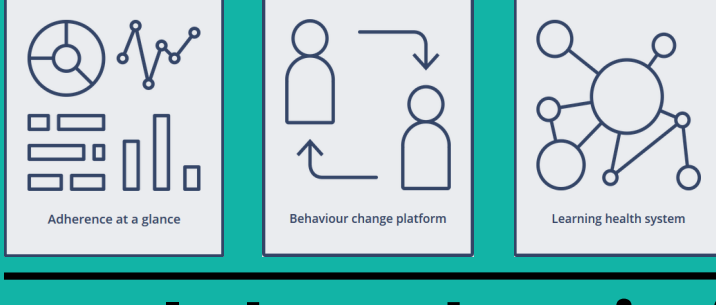 Adherence at a glance
Behaviour change platform
Learning health system